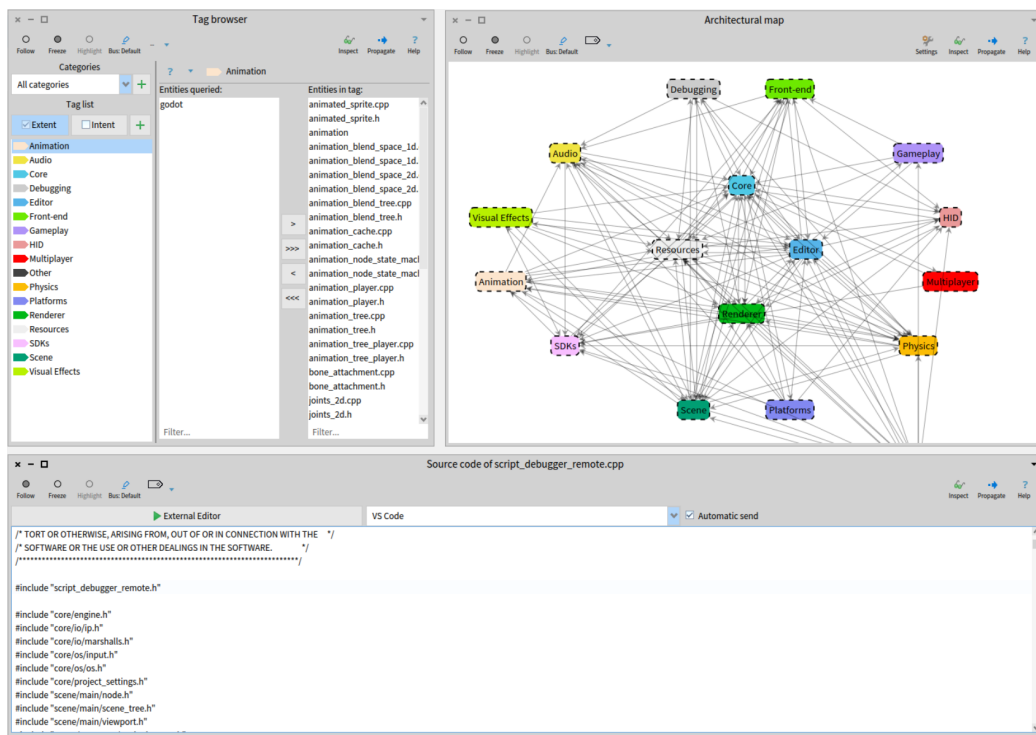 Tag browser
Follow Freeze Highlight Bus: Default Inspect Propagate Help
Categories
All categories
Tag list
Extent Intent
Animation
Audio
Core
Debugging
Editor
Front-end
Gameplay
HID
Multiplayer
Other
Physics
Platforms
Renderer
Resources
SDKs
Scene
Visual Effects
? Animation
Entities queried:
godot
Filter...
>
>>>
<
<<<
Entities in tag:
animated_sprite.cpp
animated_sprite.h
animation
animation_blend_space_1d.
animation_blend_space_1d.
animation_blend_space_2d.
animation_blend_space_2d.
animation_blend_tree.cpp
animation_blend_tree.h
animation_cache.cpp
animation_cache.h
animation_node_state_macl
animation_node_state_macl
animation_player.cpp
animation_player.h
animation_tree.cpp
animation_tree.h
animation_tree_player.cpp
animation_tree_player.h
bone_attachment.cpp
bone_attachment.h
joints_2d.cpp
joints_2d.h
Filter...
Architectural map
Follow Freeze Highlight Bus: Default Settings Inspect Propagate Help
Debugging Front-end
Audio Gameplay
Core
Visual Effects HID
Resources Editor
Animation Multiplayer
Renderer
SDKs Physics
Scene Platforms
Source code of script_debugger_remote.cpp
Follow Freeze Highlight Bus: Default Inspect Propagate Help
External Editor VS Code Automatic send
/* TORT OR OTHERWISE, ARISING FROM, OUT OF OR IN CONNECTION WITH THE */
/* SOFTWARE OR THE USE OR OTHER DEALINGS IN THE SOFTWARE. */
/*************************************************************************/
#include "script_debugger_remote.h"
#include "core/engine.h"
#include "core/io/ip.h"
#include "core/io/marshalls.h"
#include "core/os/input.h"
#include "core/os/os.h"
#include "core/project_settings.h"
#include "scene/main/node.h"
#include "scene/main/scene_tree.h"
#include "scene/main/viewport.h"